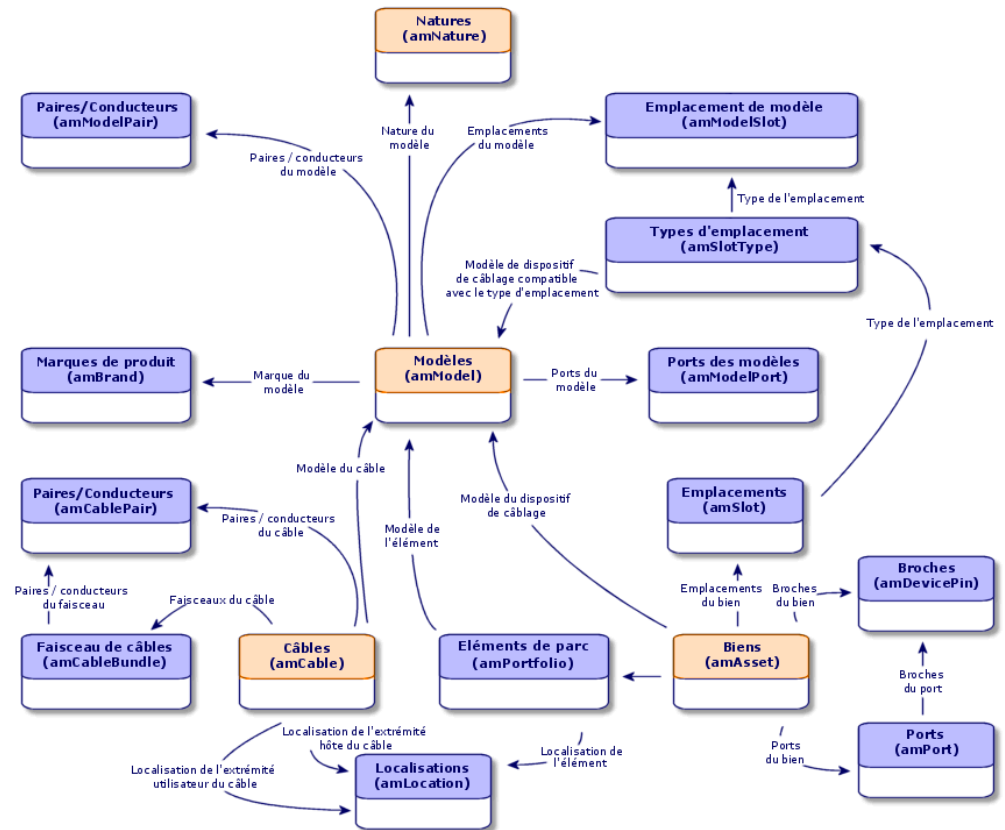 Natures
(amNature)
Paires/Conducteurs
(amModelPair)
Emplacement de modèle
(amModelSlot)
Nature du
modèle
Emplacements
du modèle
Paires / conducteurs
du modèle
Type de l'emplacement
Types d'emplacement
(amSlotType)
Modèle de dispositif
de câblage compatible
avec le type d'emplacement
Type de l'emplacement
Marques de produit
(amBrand)
Marque du
modèle
Modèles
(amModel)
Ports du
modèle
Ports des modèles
(amModelPort)
Modèle du câble
Paires/Conducteurs
(amCablePair)
Paires / conducteurs
du câble
Modèle de
l'élément
Modèle du dispositif
de câblage
Emplacements
(amSlot)
Broches
(amDevicePin)
Paires / conducteurs
du faisceau
Faisceaux du câble
Emplacements
du bien
Broches
du bien
Faisceau de câbles
(amCableBundle)
Câbles
(amCable)
Eléments de parc
(amPortfolio)
Biens
(amAsset)
Broches
du port
Localisation de l'extrémité
hôte du câble
Localisation de
l'élément
Ports
du bien
Ports
(amPort)
Localisation de l'extrémité
utilisateur du câble
Localisations
(amLocation)